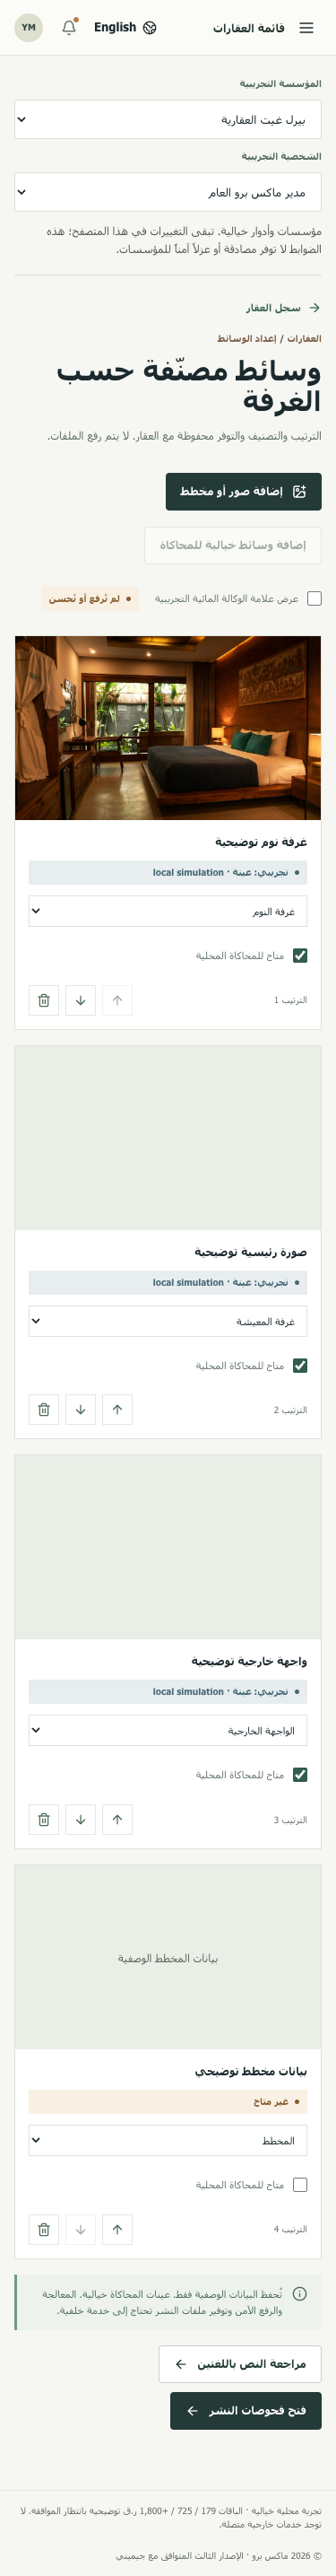 قائمة العقارات
English
YM
المؤسسة التجريبية
بيرل غيت العقارية
الشخصية التجريبية
مدير ماكس برو العام
مؤسسات وأدوار خيالية. تبقى التغييرات في هذا المتصفح؛ هذه
الضوابط لا توفر مصادقة أو عزلاً آمناً للمؤسسات.
سجل العقار
العقارات / إعداد الوسائط
وسائط مصنّفة حسب
الغرفة
الترتيب والتصنيف والتوفر محفوظة مع العقار. لا يتم رفع الملفات.
إضافة صور أو مخطط
إضافة وسائط خيالية للمحاكاة
عرض علامة الوكالة المائية التجريبية
لم تُرفع أو تُحسن
غرفة نوم توضيحية
تجريبي: عينة · local simulation
غرفة النوم
متاح للمحاكاة المحلية
الترتيب 1
صورة رئيسية توضيحية
تجريبي: عينة · local simulation
غرفة المعيشة
متاح للمحاكاة المحلية
الترتيب 2
واجهة خارجية توضيحية
تجريبي: عينة · local simulation
الواجهة الخارجية
متاح للمحاكاة المحلية
الترتيب 3
بيانات المخطط الوصفية
بيانات مخطط توضيحي
غير متاح
المخطط
متاح للمحاكاة المحلية
الترتيب 4
تُحفظ البيانات الوصفية فقط. عينات المحاكاة خيالية. المعالجة
والرفع الآمن وتوفير ملفات النشر تحتاج إلى خدمة خلفية.
مراجعة النص باللغتين
فتح فحوصات النشر
تجربة محلية خيالية · الباقات 179 / 725 / +1,800 ر.ق توضيحية بانتظار الموافقة. لا
توجد خدمات خارجية متصلة.
© 2026 ماكس برو · الإصدار الثالث المتوافق مع جيميني